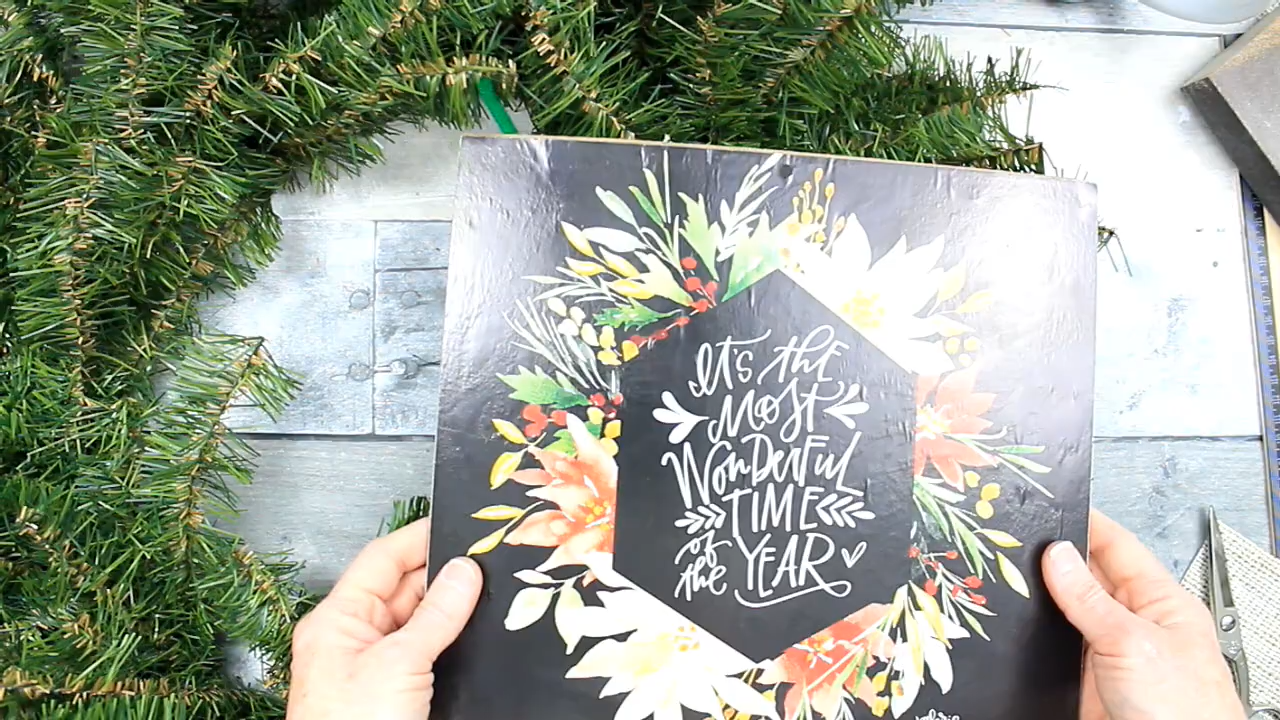 It's the
Most
Wonderful
TIME
of
the YEAR